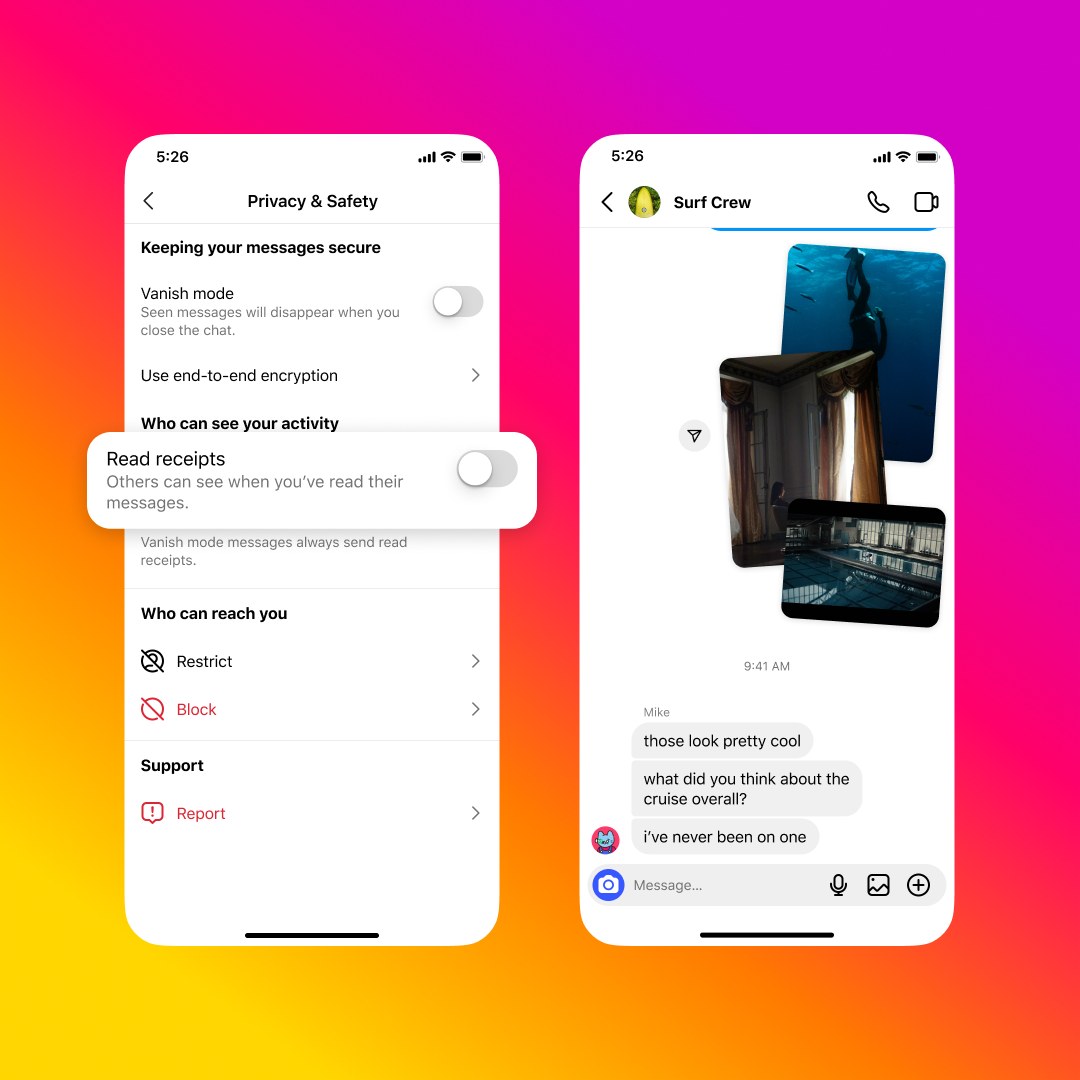 5:26
Privacy & Safety
Keeping your messages secure
Vanish mode
Seen messages will disappear when you
close the chat.
Use end-to-end encryption
Who can see your activity
Read receipts
Others can see when you’ve read their
messages.
Vanish mode messages always send read
receipts.
Who can reach you
Restrict
Block
Support
Report
5:26
Surf Crew
9:41 AM
Mike
those look pretty cool
what did you think about the
cruise overall?
i’ve never been on one
Message...